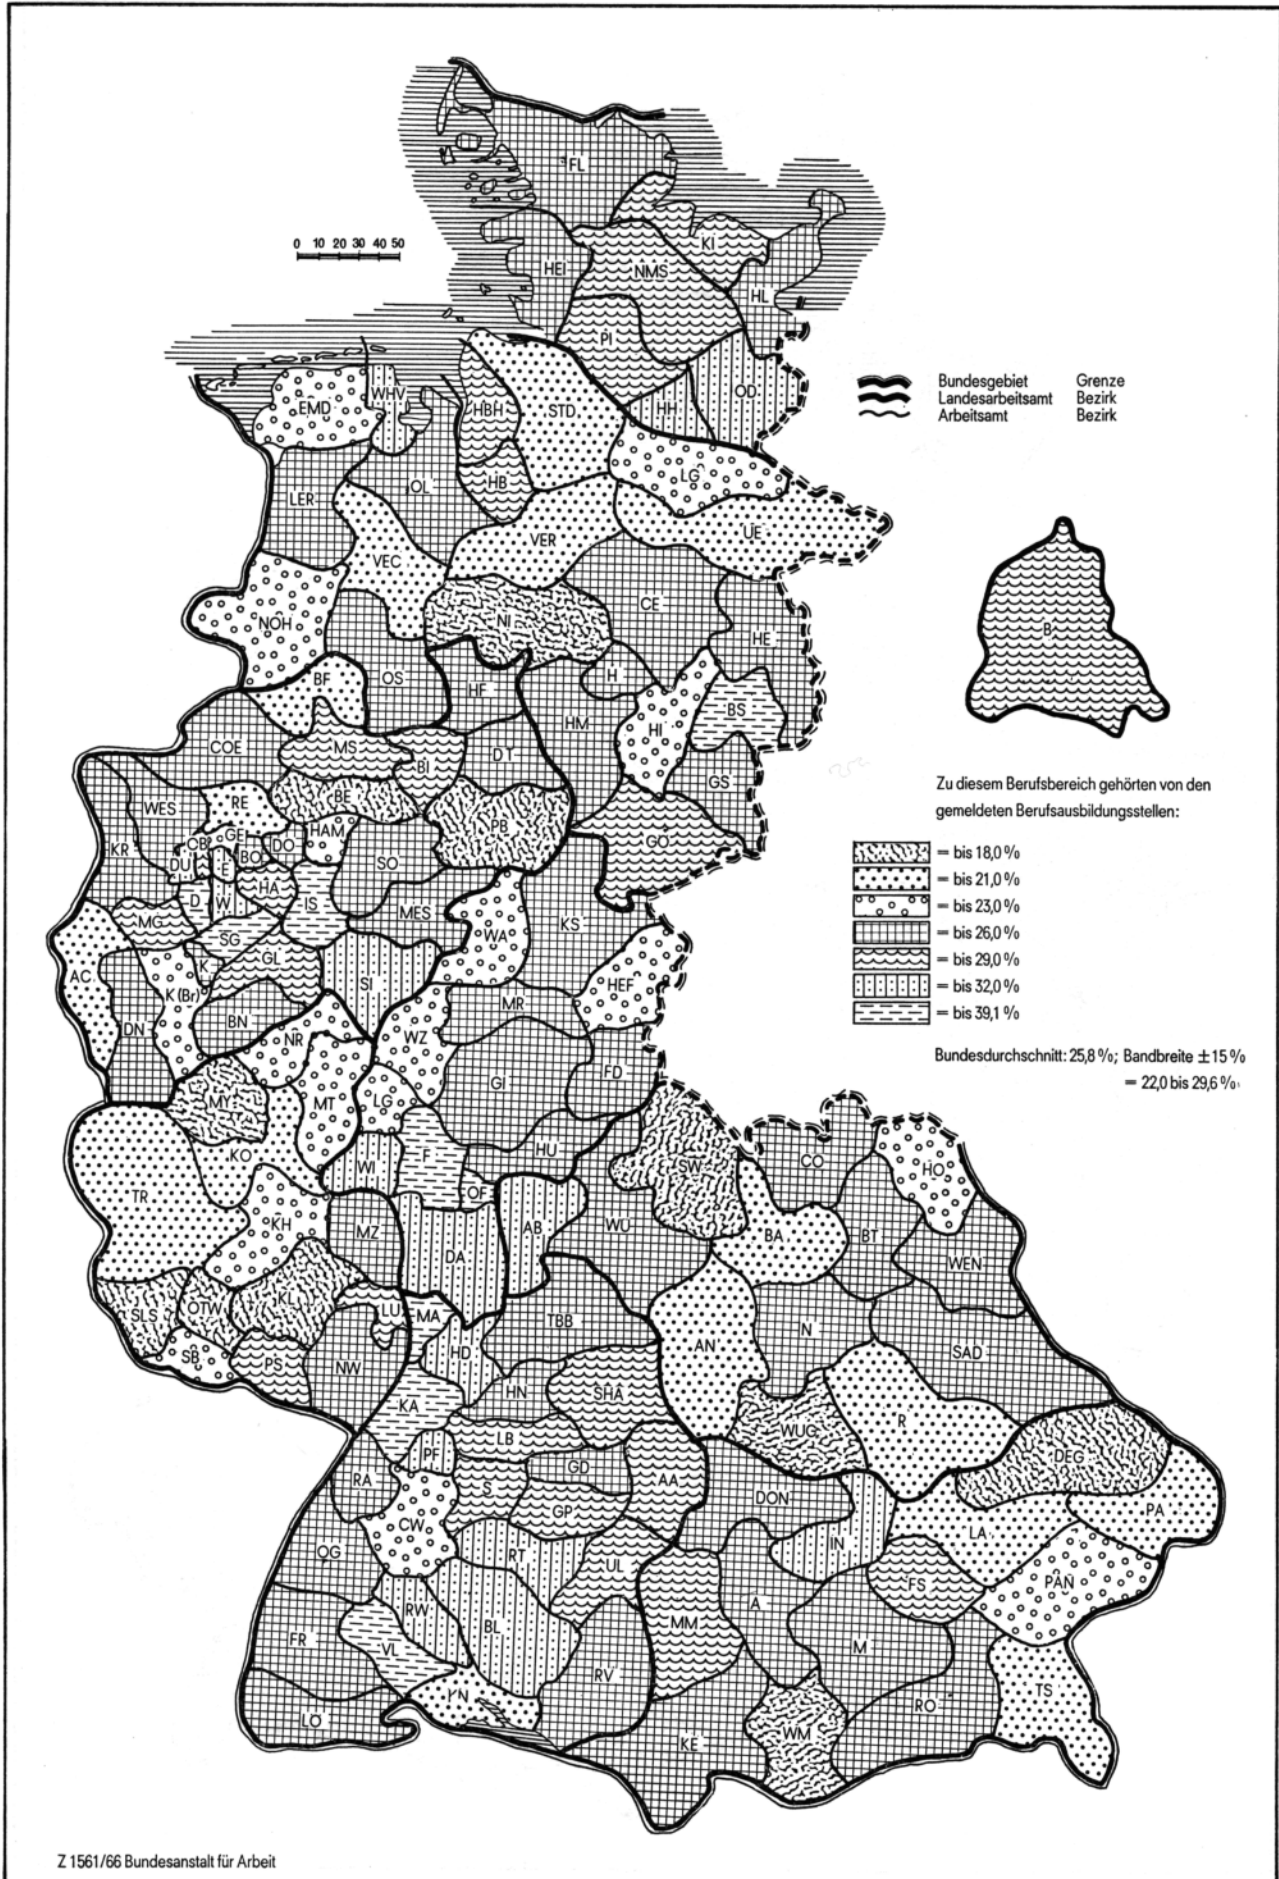 FL
KI
0 10 20 30 40 50
HEI
NMS
HL
PI
OD
HH
Bundesgebiet Grenze
Landesarbeitsamt Bezirk
Arbeitsamt Bezirk
EMD
WHV
HBH
STD
LER
OL
HB
LG
VER
UE
VEC
NOH
NI
CE
HE
B
BF
OS
HF
H
HM
HI
BS
COE
MS
BI
DT
GS
Zu diesem Berufsbereich gehörten von den
gemeldeten Berufsausbildungsstellen:
WES
RE
BE
PB
GO
KR
OB
GE
BO
DO
HAM
SO
DU
E
= bis 18,0 %
= bis 21,0 %
= bis 23,0 %
= bis 26,0 %
= bis 29,0 %
= bis 32,0 %
= bis 39,1 %
D
W
HA
IS
MES
KS
MG
SG
WA
AC
K
GL
SI
HEF
K (Br)
DN
BN
MR
NR
WZ
Bundesdurchschnitt: 25,8 %; Bandbreite ± 15 %
= 22,0 bis 29,6 %
GI
FD
MY
MT
LG
KO
WI
F
HU
SW
CO
HO
TR
OF
KH
MZ
DA
AB
WÜ
BA
BT
WEN
SLS
OTW
KL
LU
MA
TBB
N
SAD
SB
PS
NW
HD
AN
HN
SHA
KA
WUG
R
DEG
LB
PF
RA
GD
AA
S
DON
PA
GP
CW
LA
OG
RT
UL
IN
FS
PAN
RW
BL
MM
A
M
FR
VL
RV
RO
TS
KN
LÖ
KE
WM
Z 1561/66 Bundesanstalt für Arbeit